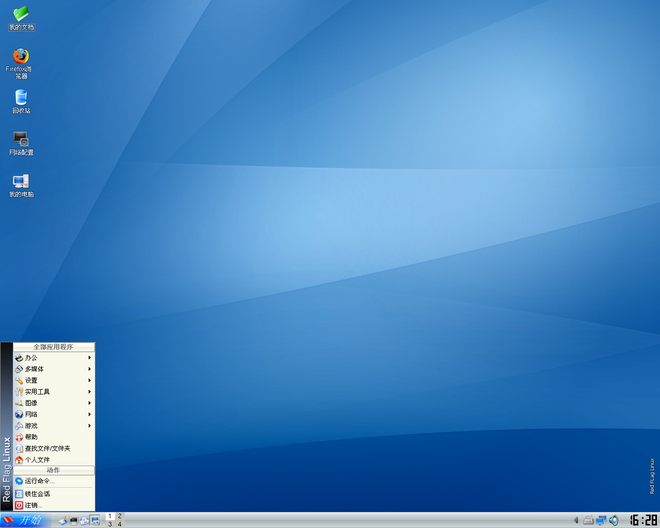 我的文档
Firefox浏
览器
回收站
网络配置
我的电脑
全部应用程序
办公
多媒体
设置
实用工具
图像
网络
游戏
帮助
查找文件/文件夹
个人文件
动作
运行命令...
锁住会话
注销...
Red Flag Linux
开始
1 2
3 4
16:28
Red FLag Linux